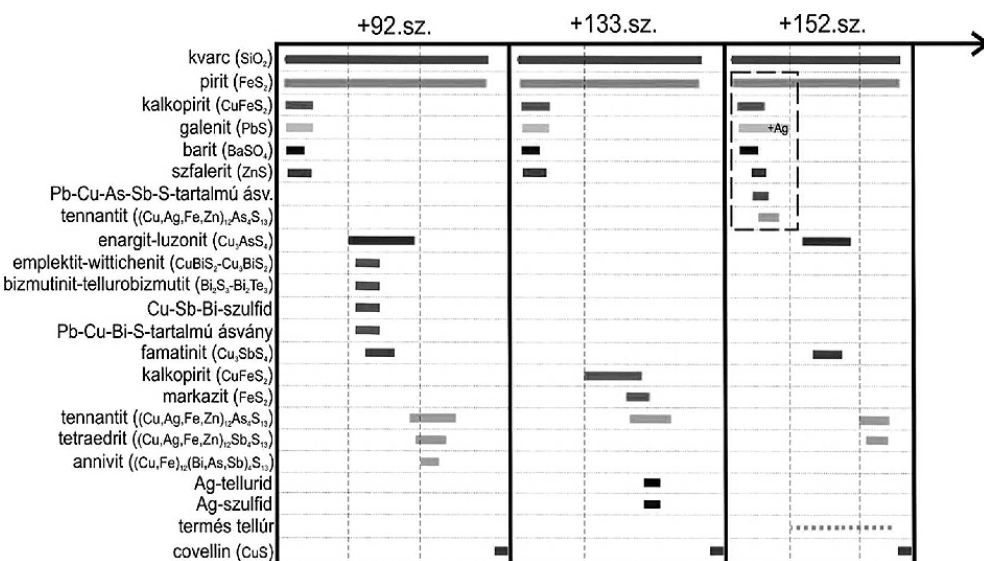 +92.sz. +133.sz. +152.sz.
kvarc (SiO₂)
pirit (FeS₂)
kalkopirit (CuFeS₂)
galenit (PbS) +Ag
barit (BaSO₄)
szfalerit (ZnS)
Pb-Cu-As-Sb-S-tartalmú ásv.
tennantit ((Cu,Ag,Fe,Zn)₁₂As₄S₁₃)
enargit-luzonit (Cu₃AsS₄)
emplektit-wittichenit (CuBiS₂-Cu₃BiS₂)
bizmutinit-tellurobizmutit (Bi₂S₃-Bi₂Te₃)
Cu-Sb-Bi-szulfid
Pb-Cu-Bi-S-tartalmú ásvány
famatinit (Cu₃SbS₄)
kalkopirit (CuFeS₂)
markazit (FeS₂)
tennantit ((Cu,Ag,Fe,Zn)₁₂As₄S₁₃)
tetraedrit ((Cu,Ag,Fe,Zn)₁₂Sb₄S₁₃)
annivit ((Cu,Fe)₁₂(Bi,As,Sb)₄S₁₃)
Ag-tellurid
Ag-szulfid
termés tellúr
covellin (CuS)